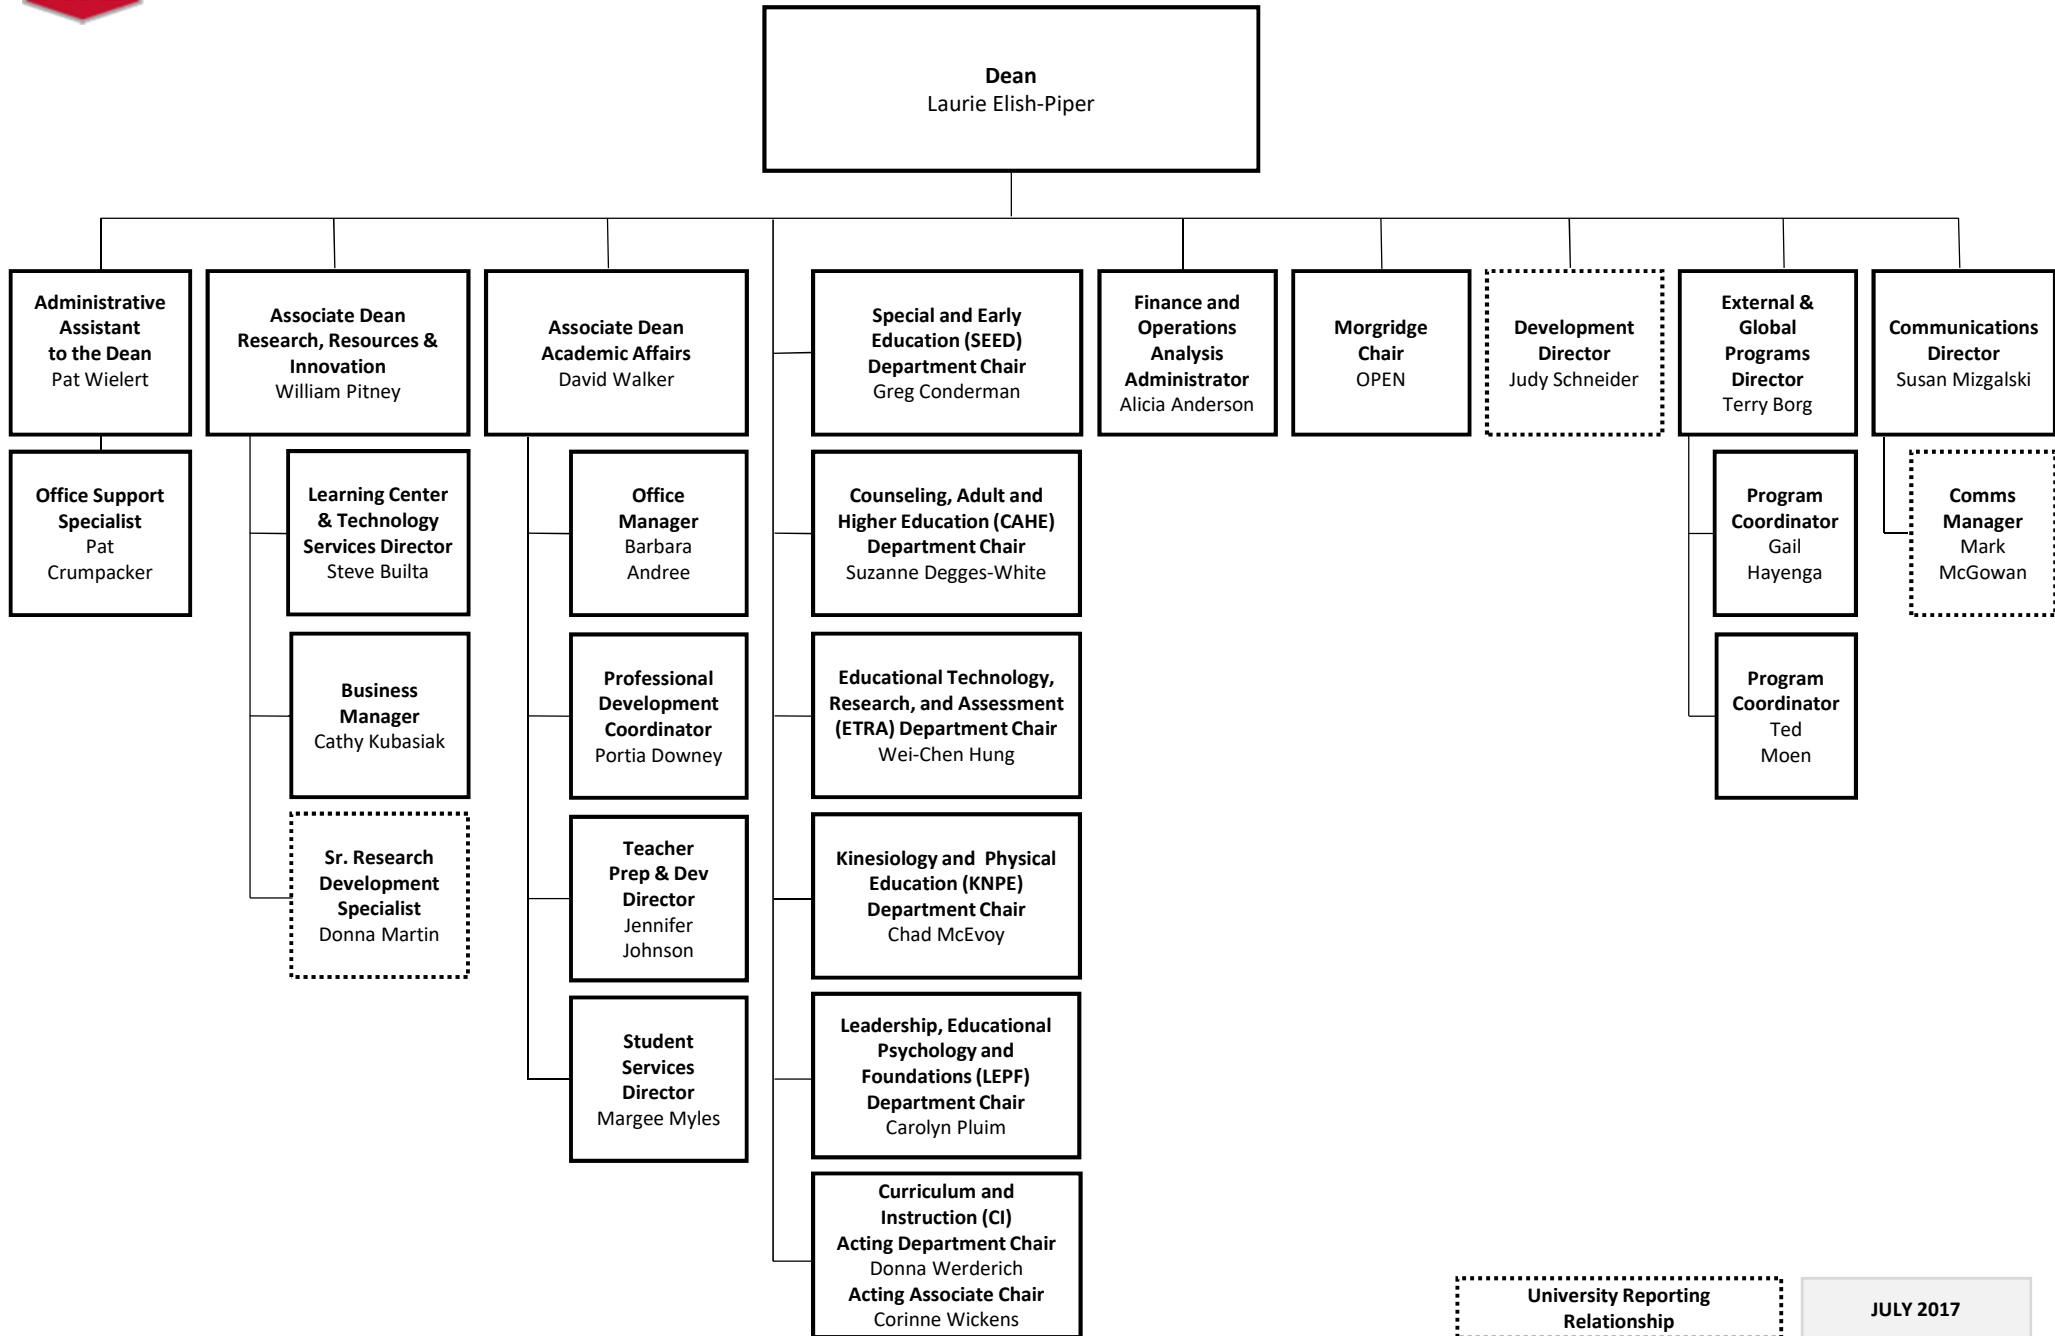 Dean
Laurie Elish-Piper
Administrative
Assistant
to the Dean
Pat Wielert
Associate Dean
Research, Resources &
Innovation
William Pitney
Associate Dean
Academic Affairs
David Walker
Special and Early
Education (SEED)
Department Chair
Greg Conderman
Finance and
Operations
Analysis
Administrator
Alicia Anderson
Morgridge
Chair
OPEN
Development
Director
Judy Schneider
External &
Global
Programs
Director
Terry Borg
Communications
Director
Susan Mizgalski
Office Support
Specialist
Pat
Crumpacker
Learning Center
& Technology
Services Director
Steve Builta
Office
Manager
Barbara
Andree
Counseling, Adult and
Higher Education (CAHE)
Department Chair
Suzanne Degges-White
Program
Coordinator
Gail
Hayenga
Comms
Manager
Mark
McGowan
Business
Manager
Cathy Kubasiak
Professional
Development
Coordinator
Portia Downey
Educational Technology,
Research, and Assessment
(ETRA) Department Chair
Wei-Chen Hung
Program
Coordinator
Ted
Moen
Sr. Research
Development
Specialist
Donna Martin
Teacher
Prep & Dev
Director
Jennifer
Johnson
Kinesiology and Physical
Education (KNPE)
Department Chair
Chad McEvoy
Student
Services
Director
Margee Myles
Leadership, Educational
Psychology and
Foundations (LEPF)
Department Chair
Carolyn Pluim
Curriculum and
Instruction (CI)
Acting Department Chair
Donna Werderich
Acting Associate Chair
Corinne Wickens
University Reporting
Relationship
JULY 2017